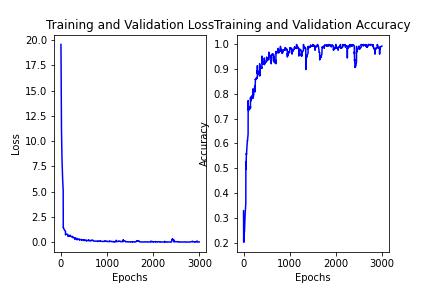 Training and Validation Loss
20.0
17.5
15.0
12.5
10.0
7.5
5.0
2.5
0.0
Loss
0 1000 2000 3000
Epochs
Training and Validation Accuracy
1.0
0.9
0.8
0.7
0.6
0.5
0.4
0.3
0.2
Accuracy
0 1000 2000 3000
Epochs